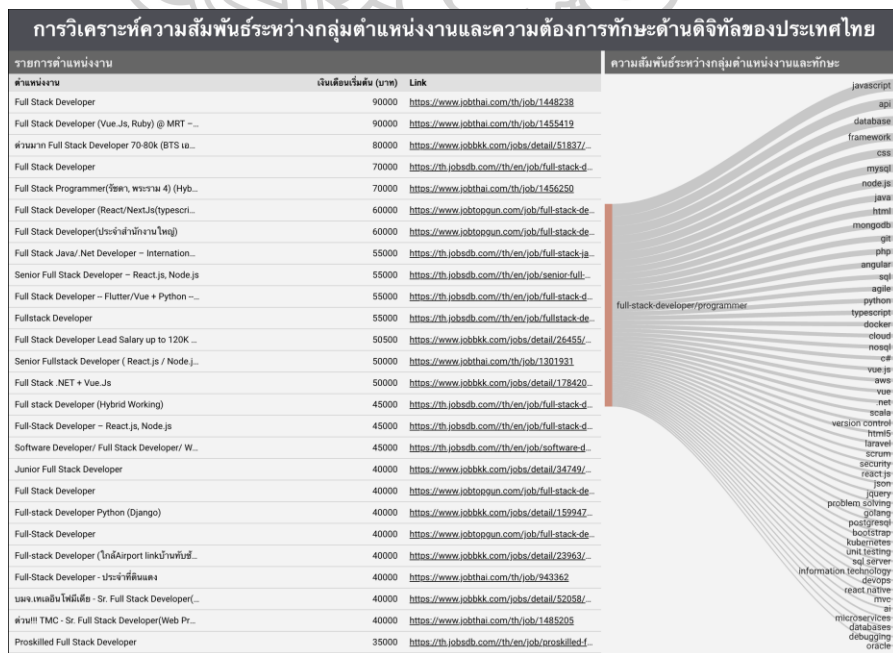 การวิเคราะห์ความสัมพันธ์ระหว่างกลุ่มตำแหน่งงานและความต้องการทักษะด้านดิจิทัลของประเทศไทย
รายการตำแหน่งงาน
ตำแหน่งงาน เงินเดือนเริ่มต้น (บาท) Link
Full Stack Developer 90000 https://www.jobthai.com/th/job/1448238
Full Stack Developer (Vue.Js, Ruby) @ MRT –... 90000 https://www.jobthai.com/th/job/1455419
ด่วนมาก Full Stack Developer 70-80k (BTS เอ... 80000 https://www.jobbkk.com/jobs/detail/51837/...
Full Stack Developer 70000 https://th.jobsdb.com//th/en/job/full-stack-d...
Full Stack Programmer(รัชดา, พระราม 4) (Hyb... 70000 https://www.jobthai.com/th/job/1456250
Full Stack Developer (React/NextJs(typescri... 60000 https://www.jobtopgun.com/job/full-stack-de...
Full Stack Developer(ประจำสำนักงานใหญ่) 60000 https://www.jobtopgun.com/job/full-stack-de...
Full Stack Java/.Net Developer – Internation... 55000 https://th.jobsdb.com//th/en/job/full-stack-ja...
Senior Full Stack Developer – React.js, Node.js 55000 https://th.jobsdb.com//th/en/job/senior-full-...
Full Stack Developer – Flutter/Vue + Python –... 55000 https://th.jobsdb.com//th/en/job/full-stack-d...
Fullstack Developer 55000 https://th.jobsdb.com//th/en/job/fullstack-de...
Full Stack Developer Lead Salary up to 120K ... 50500 https://www.jobbkk.com/jobs/detail/26455/...
Senior Fullstack Developer ( React.js / Node.j... 50000 https://www.jobthai.com/th/job/1301931
Full Stack .NET + Vue.Js 50000 https://www.jobbkk.com/jobs/detail/178420...
Full stack Developer (Hybrid Working) 45000 https://th.jobsdb.com//th/en/job/full-stack-d...
Full-Stack Developer – React.js, Node.js 45000 https://th.jobsdb.com//th/en/job/full-stack-d...
Software Developer/ Full Stack Developer/ W... 45000 https://th.jobsdb.com//th/en/job/software-d...
Junior Full Stack Developer 40000 https://www.jobbkk.com/jobs/detail/34749/...
Full Stack Developer 40000 https://www.jobtopgun.com/job/full-stack-de...
Full-stack Developer Python (Django) 40000 https://www.jobbkk.com/jobs/detail/159947...
Full-Stack Developer 40000 https://www.jobtopgun.com/job/full-stack-de...
Full-stack Developer (ใกล้Airport linkบ้านทับช้... 40000 https://www.jobbkk.com/jobs/detail/23963/...
Full-Stack Developer - ประจำที่ดินแดง 40000 https://www.jobthai.com/th/job/943362
บมจ.เทเลอินโฟมีเดีย - Sr. Full Stack Developer(... 40000 https://www.jobbkk.com/jobs/detail/52058/...
ด่วน!!! TMC - Sr. Full Stack Developer(Web Pr... 40000 https://www.jobthai.com/th/job/1485205
Proskilled Full Stack Developer 35000 https://th.jobsdb.com//th/en/job/proskilled-f...
ความสัมพันธ์ระหว่างกลุ่มตำแหน่งงานและทักษะ
full-stack-developer/programmer
javascript
api
database
framework
css
mysql
node.js
java
html
mongodb
git
php
angular
sql
agile
python
typescript
docker
cloud
nosql
c#
vue.js
aws
vue
.net
scala
version control
html5
laravel
scrum
security
react.js
json
jquery
problem solving
golang
postgresql
bootstrap
kubernetes
unit testing
sql server
information technology
devops
react native
mvc
ai
microservices
databases
debugging
oracle